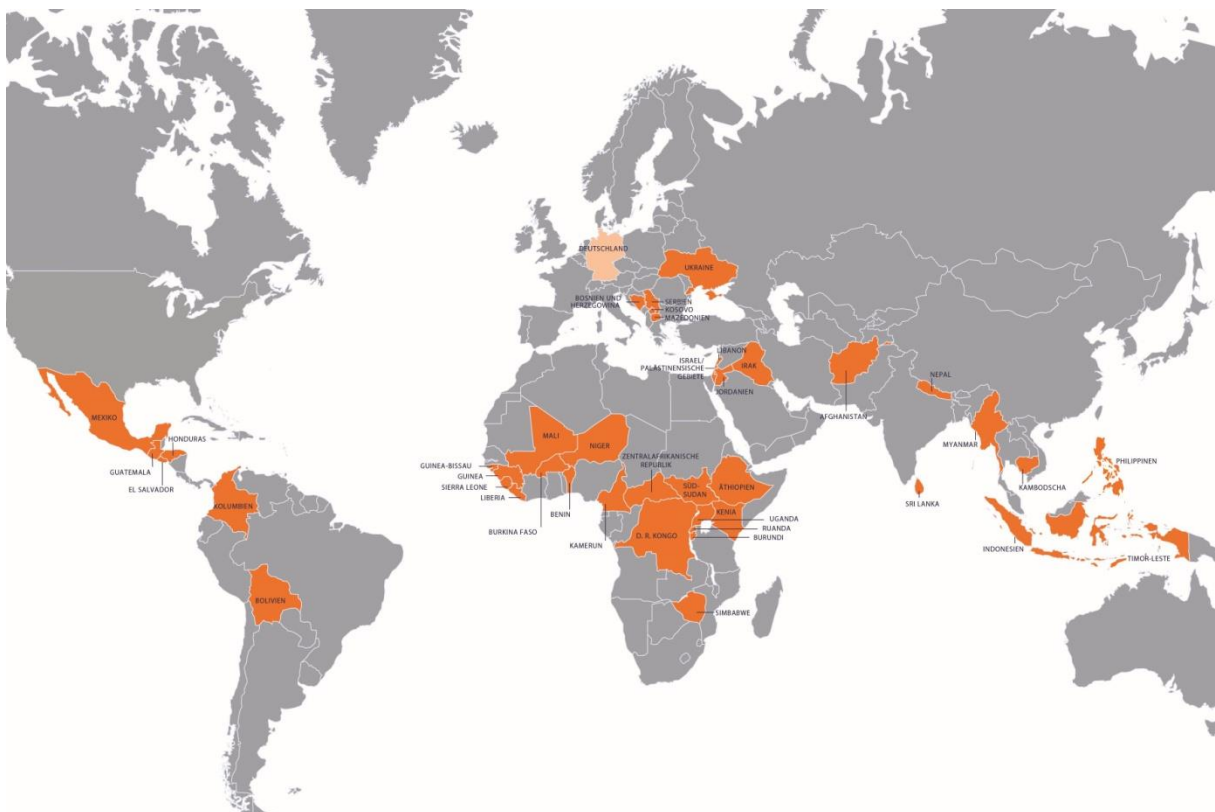 DEUTSCHLAND
UKRAINE
BOSNIEN UND
HERZEGOWINA
SERBIEN
KOSOVO
MAZEDONIEN
LIBANON
ISRAEL/
PALÄSTINENSISCHE
GEBIETE
IRAK
JORDANIEN
AFGHANISTAN
NEPAL
MYANMAR
KAMBODSCHA
PHILIPPINEN
SRI LANKA
INDONESIEN
TIMOR-LESTE
MEXIKO
HONDURAS
GUATEMALA
EL SALVADOR
KOLUMBIEN
BOLIVIEN
MALI
NIGER
ZENTRALAFRIKANISCHE
REPUBLIK
GUINEA-BISSAU
GUINEA
SIERRA LEONE
LIBERIA
BURKINA FASO
BENIN
KAMERUN
SÜD-
SUDAN
ÄTHIOPIEN
KENIA
UGANDA
RUANDA
BURUNDI
D. R. KONGO
SIMBABWE